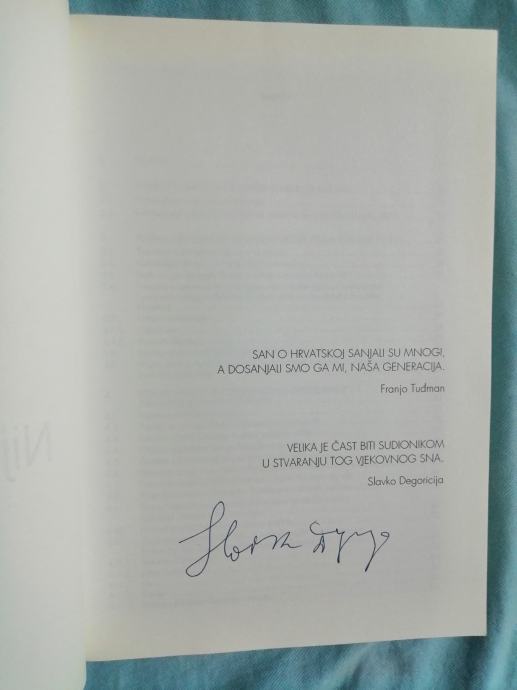 SAN O HRVATSKOJ SANJALI SU MNOGI,
A DOSANJALI SMO GA MI, NAŠA GENERACIJA.
Franjo Tuđman
VELIKA JE ČAST BITI SUDIONIKOM
U STVARANJU TOG VJEKOVNOG SNA.
Slavko Degoricija